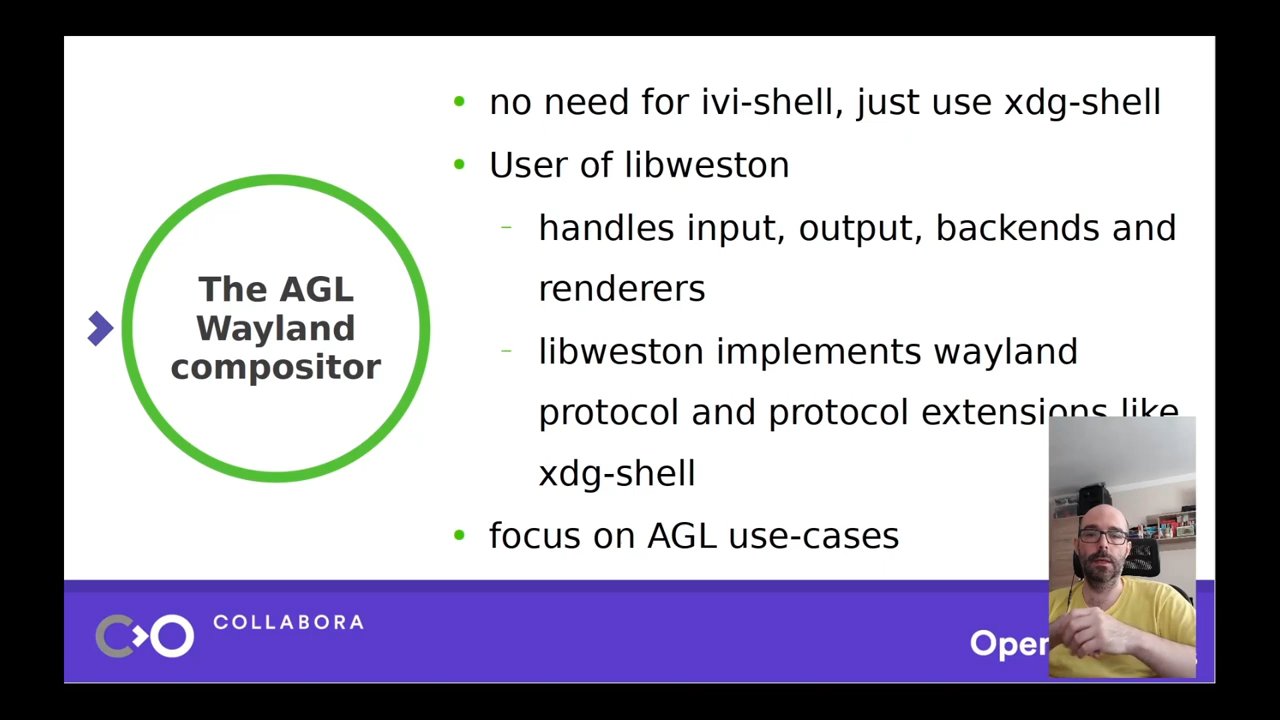 no need for ivi-shell, just use xdg-shell
User of libweston
handles input, output, backends and
renderers
libweston implements wayland
protocol and protocol extensions like
xdg-shell
focus on AGL use-cases
The AGL
Wayland
compositor
COLLABORA
Open